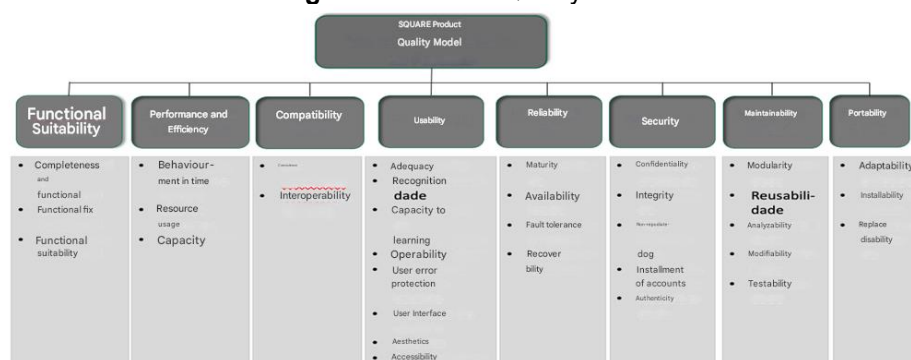 SQUARE Product
Quality Model
Functional
Suitability
Performance and
Efficiency
Compatibility
Usability
Reliability
Security
Maintainability
Portability
Completeness
and
functional
Functional fix
Functional
suitability
Behaviour-
ment in time
Resource
usage
Capacity
Interoperability
Adequacy
Recognition
dade
Capacity to
learning
Operability
User error
protection
User Interface
Aesthetics
Accessibility
Maturity
Availability
Fault tolerance
Recover
bility
Confidentiality
Integrity
dog
Installment
of accounts
Authenticity
Modularity
Reusabili-
dade
Analyzability
Modifiability
Testability
Adaptability
Installability
Replace
disability